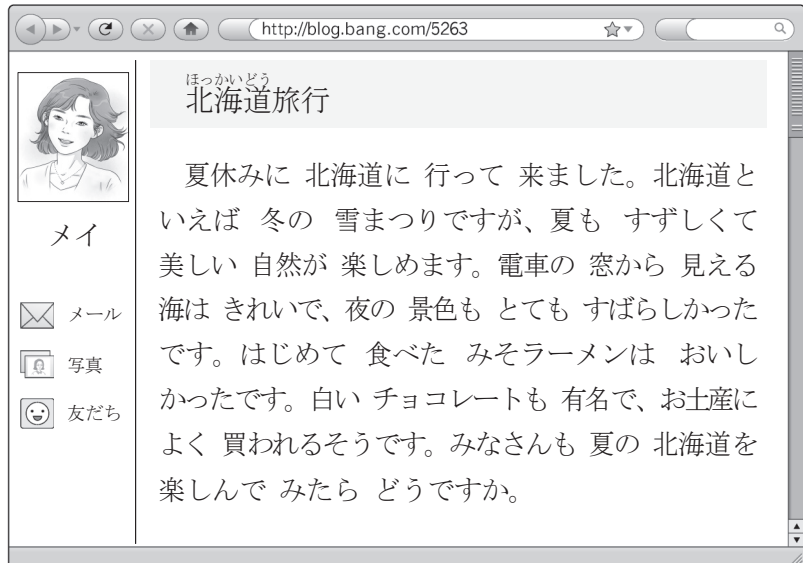 http://blog.bang.com/5263
メイ
メール
写真
友だち
ほっかいどう
北海道旅行
夏休みに 北海道に 行って 来ました。北海道と
いえば 冬の 雪まつりですが、夏も すずしくて
美しい 自然が 楽しめます。電車の 窓から 見える
海は きれいで、夜の 景色も とても すばらしかった
です。はじめて 食べた みそラーメンは おいし
かったです。白い チョコレートも 有名で、お土産に
よく 買われるそうです。みなさんも 夏の 北海道を
楽しんで みたら どうですか。